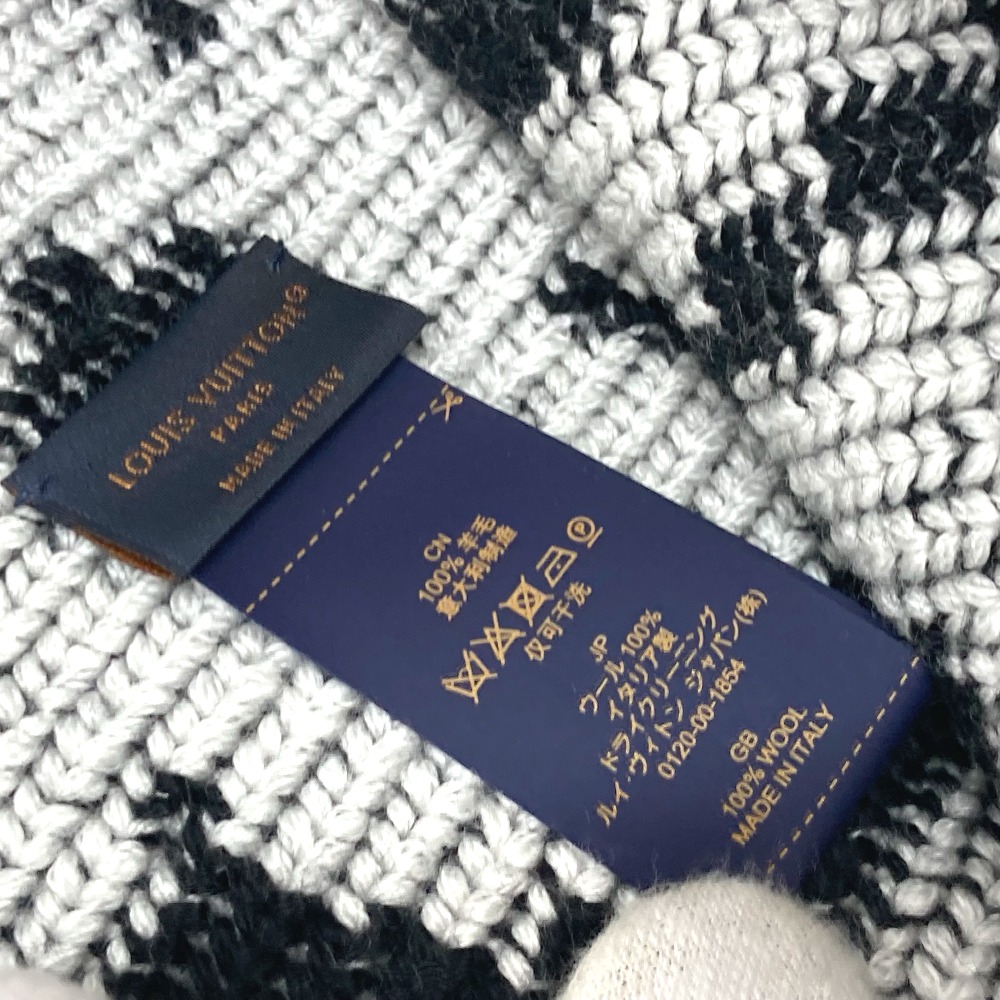 LOUIS VUITTON®
PARIS
MADE IN ITALY
CN
100% 羊毛
意大利制造
P
仅可干洗
JP
ウール 100%
イタリア製
ドライクリーニング
ルイ・ヴィトン ジャパン(株)
0120-00-1854
GB
100% WOOL
MADE IN ITALY